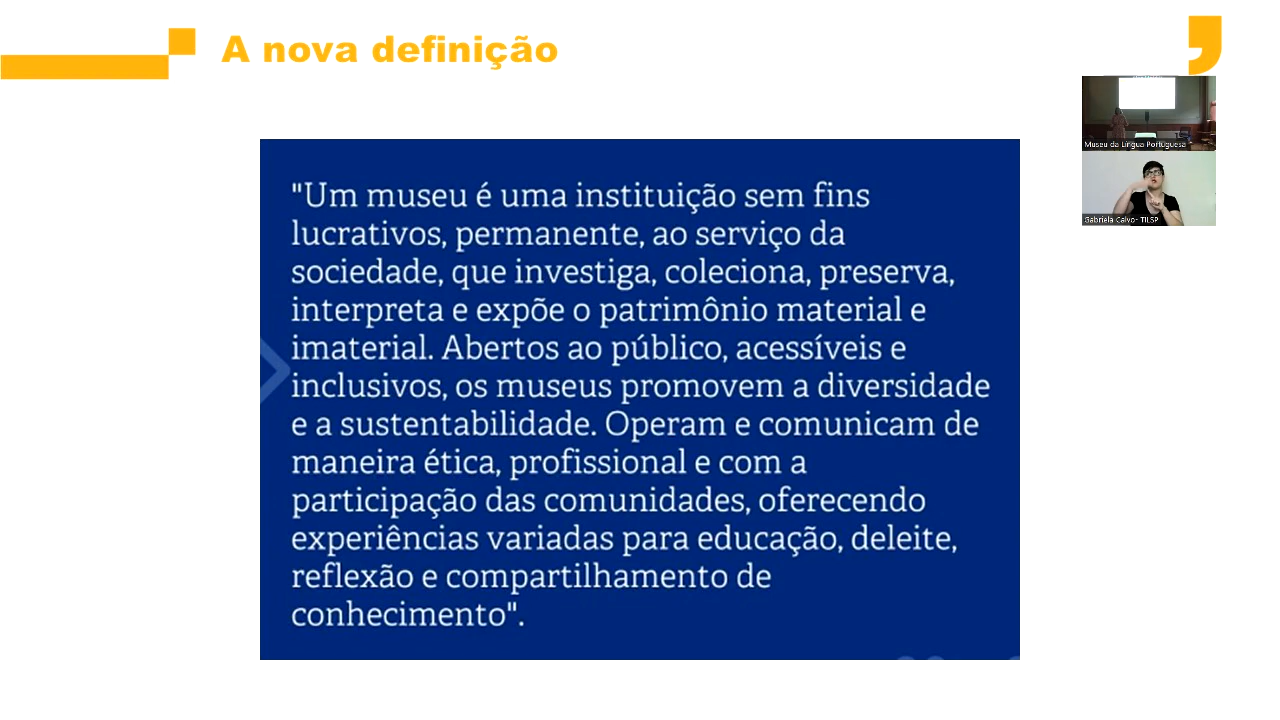 A nova definição
"Um museu é uma instituição sem fins
lucrativos, permanente, ao serviço da
sociedade, que investiga, coleciona, preserva,
interpreta e expõe o patrimônio material e
imaterial. Abertos ao público, acessíveis e
inclusivos, os museus promovem a diversidade
e a sustentabilidade. Operam e comunicam de
maneira ética, profissional e com a
participação das comunidades, oferecendo
experiências variadas para educação, deleite,
reflexão e compartilhamento de
conhecimento".
Museu da Língua Portuguesa
Gabriela Calvo- TILSP